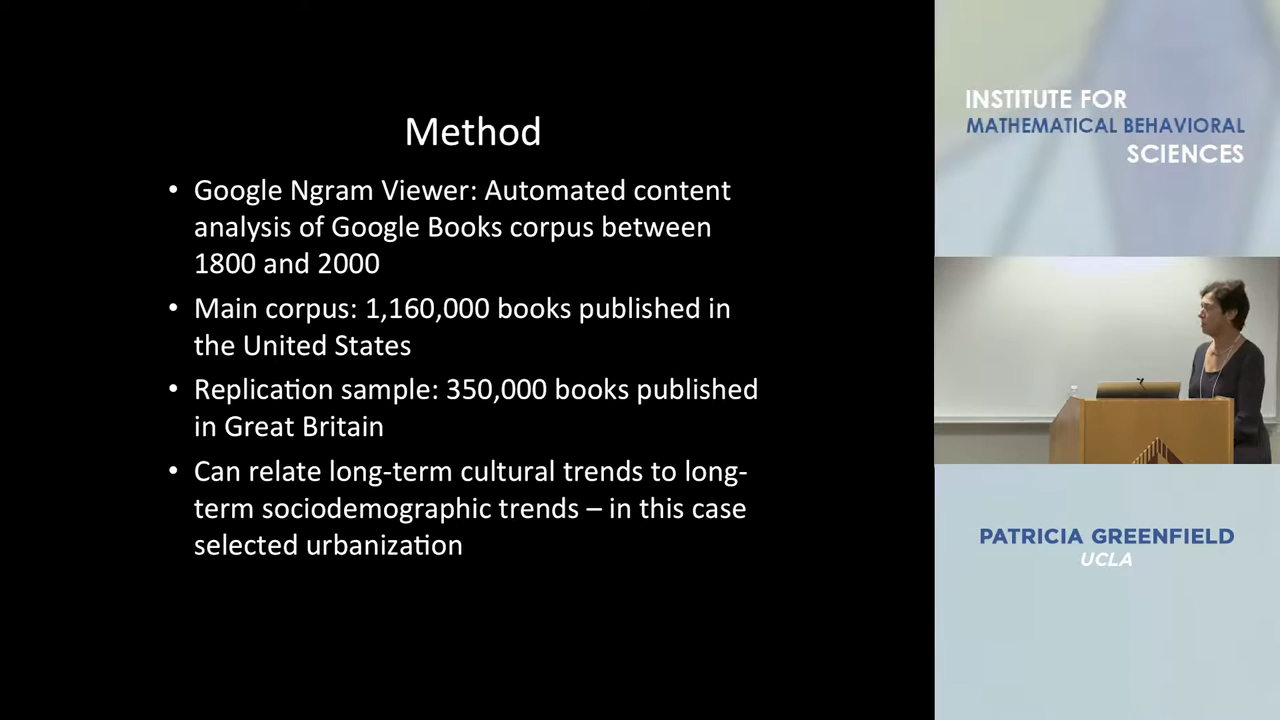 Method
• Google Ngram Viewer: Automated content
analysis of Google Books corpus between
1800 and 2000
• Main corpus: 1,160,000 books published in
the United States
• Replication sample: 350,000 books published
in Great Britain
• Can relate long-term cultural trends to long-
term sociodemographic trends – in this case
selected urbanization
INSTITUTE FOR
MATHEMATICAL BEHAVIORAL
SCIENCES
PATRICIA GREENFIELD
UCLA